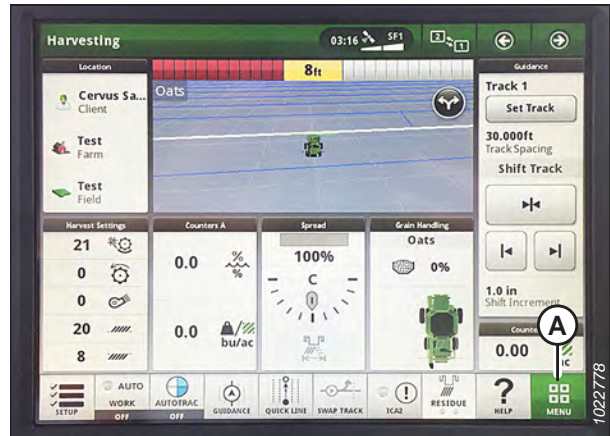 Harvesting
03:16
SF1
2
1
Location
8ft
Guidance
Cervus Sa...
Client
Oats
Track 1
Set Track
Test
Farm
30.000ft
Track Spacing
Shift Track
Test
Field
Harvest Settings
Counters A
Spread
Grain Handling
21
0
0
20
8
0.0
%
%
0.0
bu/ac
100%
C
Oats
0%
1.0 in
Shift Increment
A
0.00
SETUP
AUTO
WORK
OFF
AUTOTRAC
OFF
GUIDANCE
QUICK LINE
SWAP TRACK
ICA2
RESIDUE
?
HELP
MENU
1022778